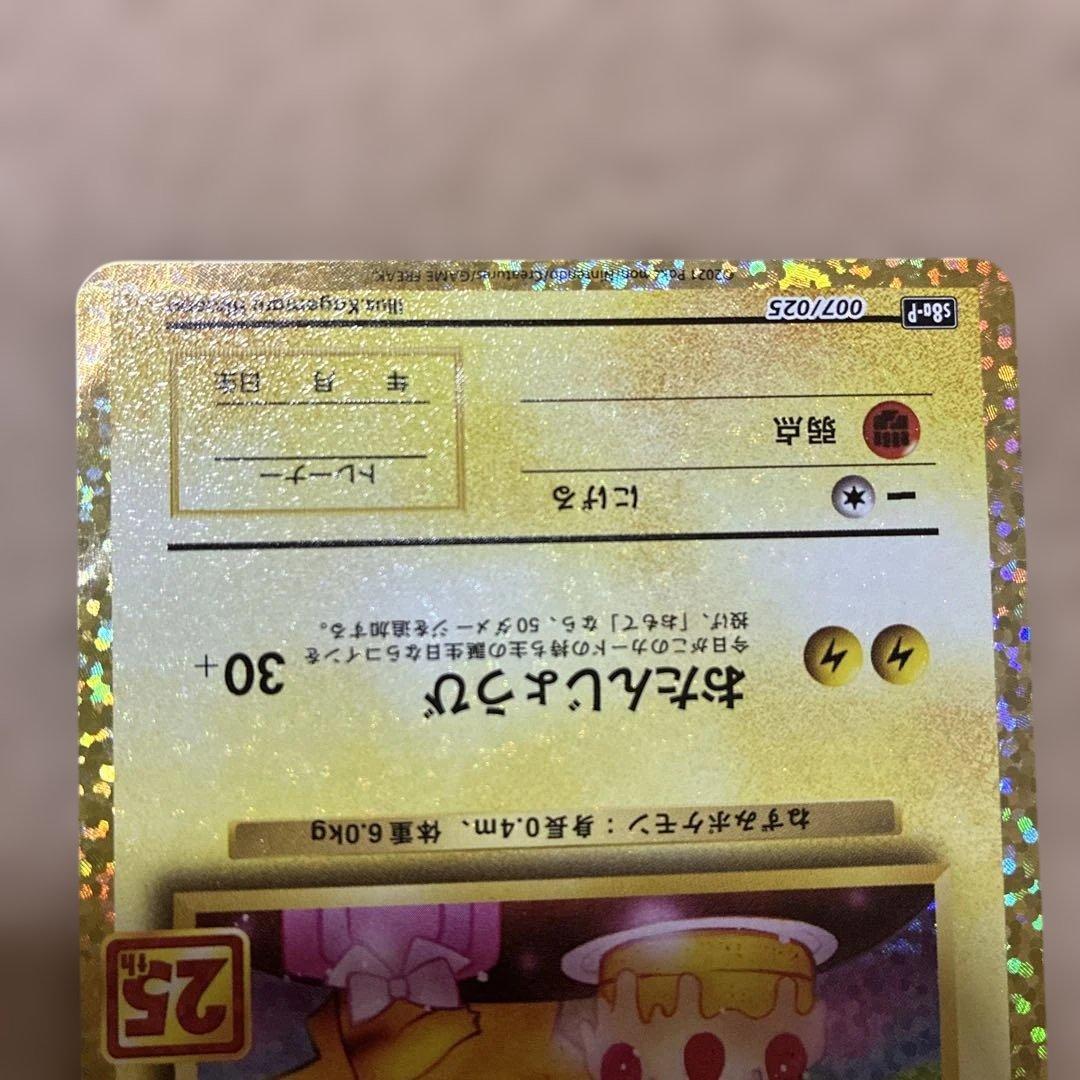 25th
ねずみポケモン：身長0.4m、体重6.0kg
おたんじょうび 30+
今日がこのカードの持ち主の誕生日ならコインを
投げ、「おもて」なら、50ダメージを追加する。
にげる
トレーナー
弱点
年 月 日生
s8a-P 007/025
illus.Kagemaru Himeno
©2021 Pokémon/Nintendo/Creatures/GAME FREAK.